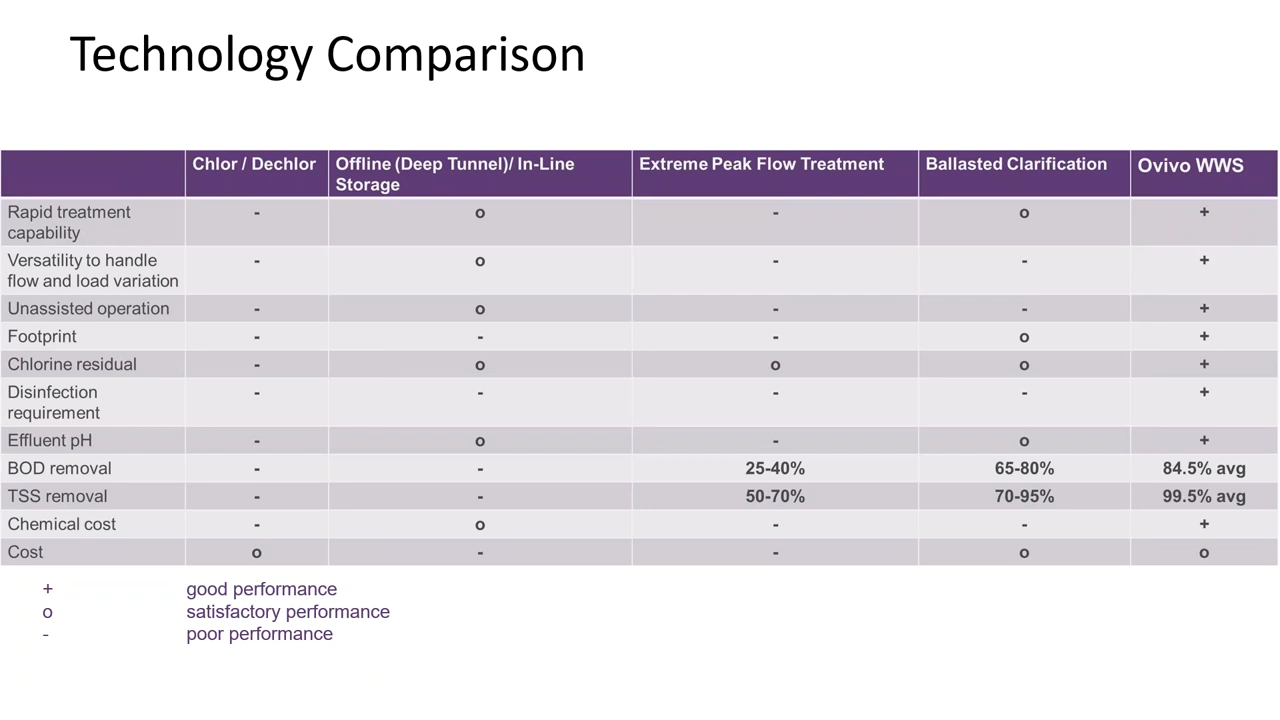 Technology Comparison
Chlor / Dechlor Offline (Deep Tunnel)/ In-Line Storage Extreme Peak Flow Treatment Ballasted Clarification Ovivo WWS
Rapid treatment capability - o - o +
Versatility to handle flow and load variation - o - - +
Unassisted operation - o - - +
Footprint - - - o +
Chlorine residual - o o o +
Disinfection requirement - - - - +
Effluent pH - o - o +
BOD removal - - 25-40% 65-80% 84.5% avg
TSS removal - - 50-70% 70-95% 99.5% avg
Chemical cost - o - - +
Cost o - - o o
+ good performance
o satisfactory performance
- poor performance